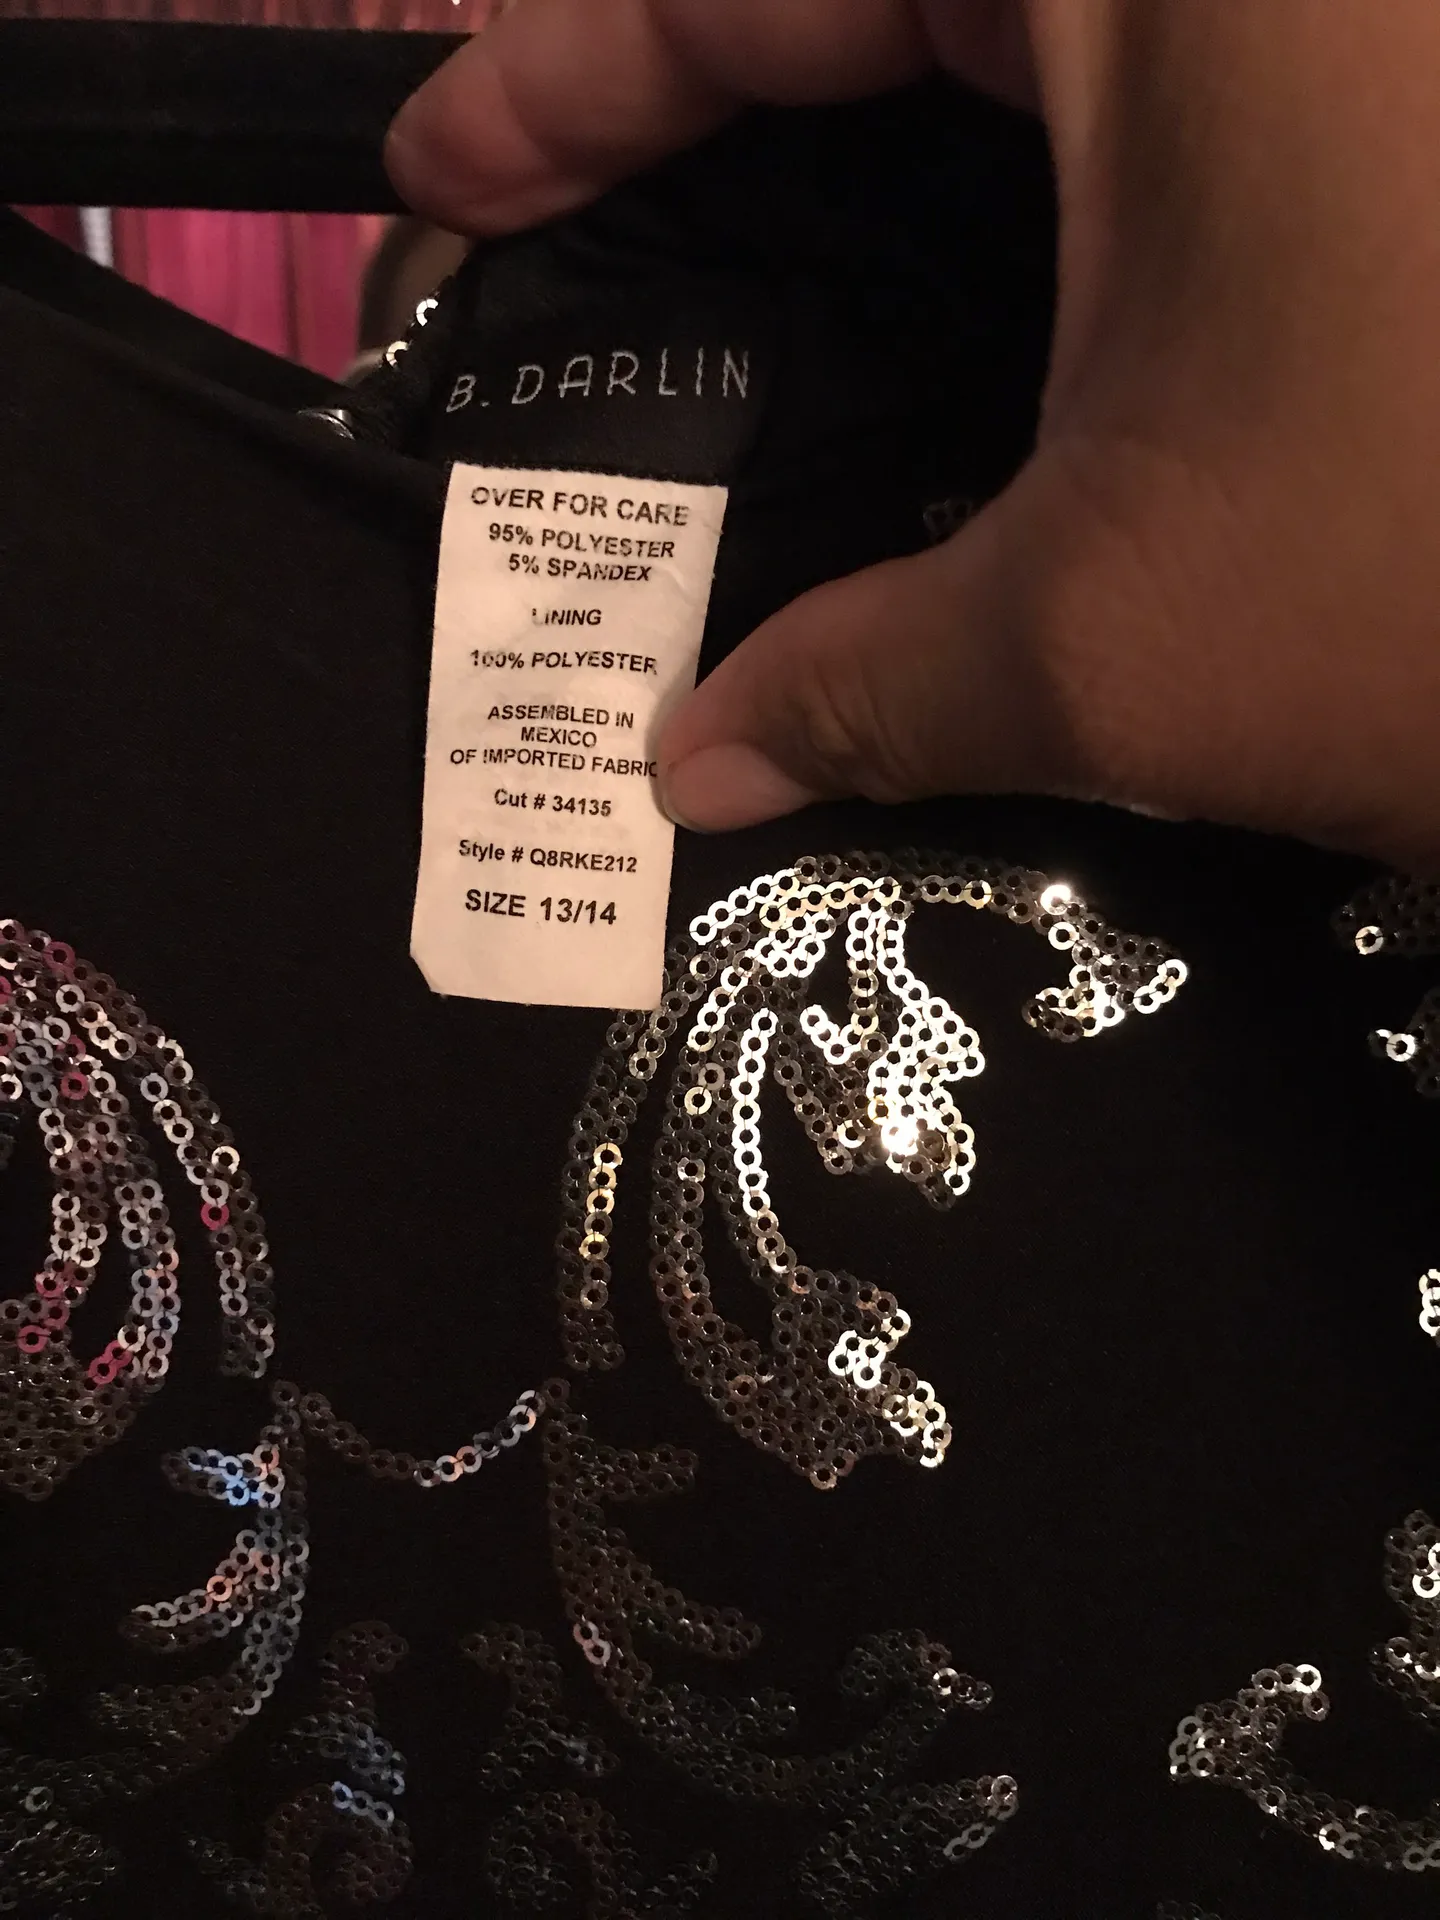 B. DARLIN
OVER FOR CARE
95% POLYESTER
5% SPANDEX
LINING
100% POLYESTER
ASSEMBLED IN
MEXICO
OF IMPORTED FABRIC
Cut # 34135
Style # Q8RKE212
SIZE 13/14